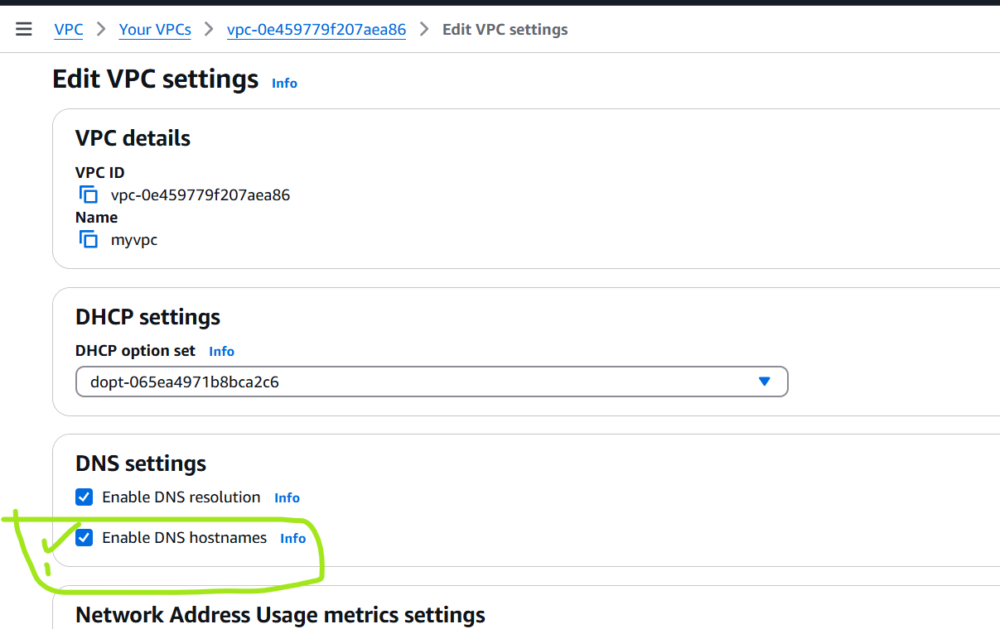 VPC > Your VPCs > vpc-0e459779f207aea86 > Edit VPC settings
Edit VPC settings Info
VPC details
VPC ID
vpc-0e459779f207aea86
Name
myvpc
DHCP settings
DHCP option set Info
dopt-065ea4971b8bca2c6
DNS settings
Enable DNS resolution Info
Enable DNS hostnames Info
Network Address Usage metrics settings